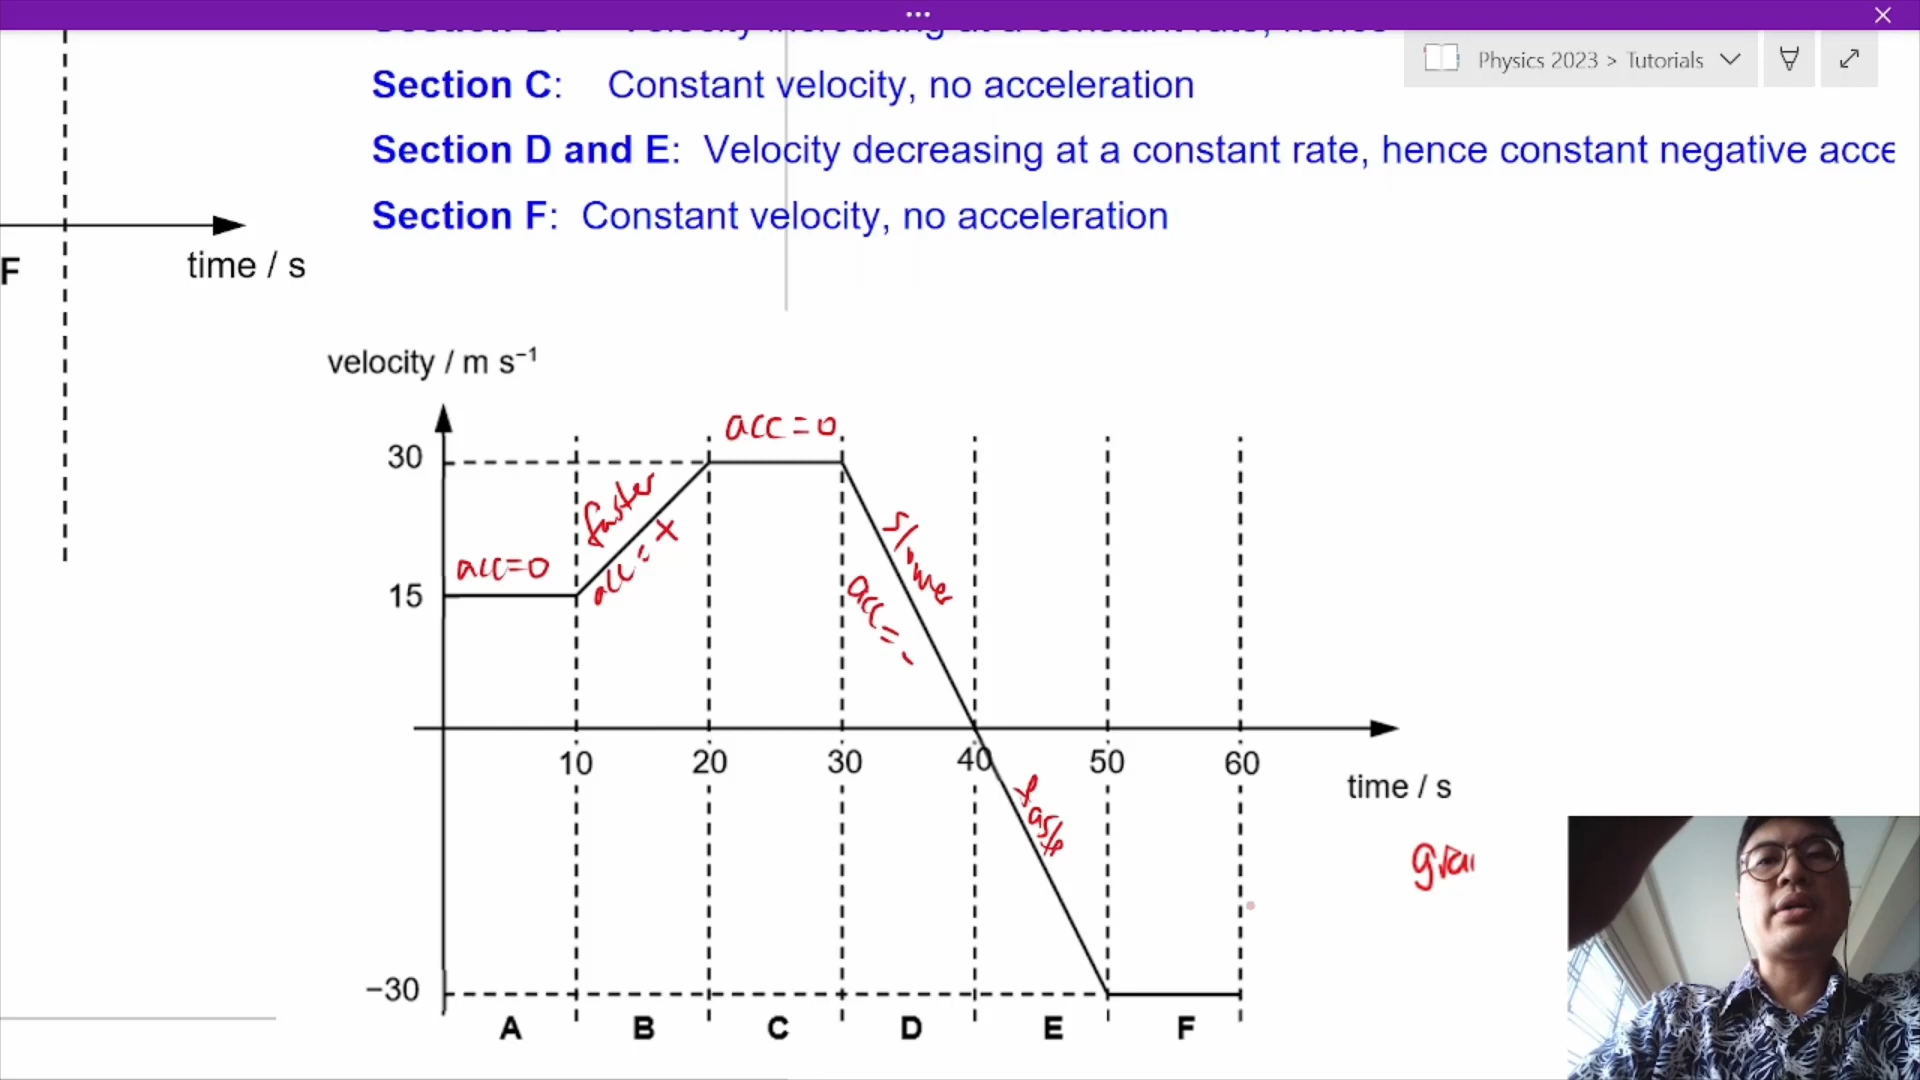 Physics 2023 > Tutorials
Section C: Constant velocity, no acceleration
Section D and E: Velocity decreasing at a constant rate, hence constant negative acce
Section F: Constant velocity, no acceleration
F
time / s
velocity / m s⁻¹
acc=0
30
faster
acc=+
slower
acc=-
acc=0
15
10 20 30 40 50 60
time / s
gra
-30
A B C D E F